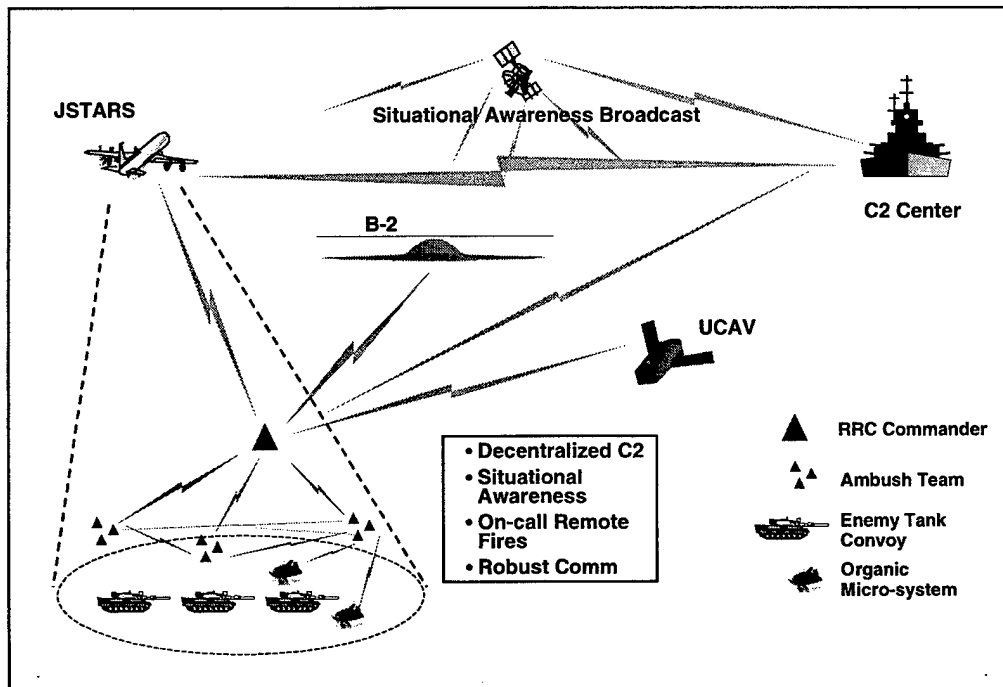 JSTARS
Situational Awareness Broadcast
C2 Center
B-2
UCAV
• Decentralized C2
• Situational
Awareness
• On-call Remote
Fires
• Robust Comm
RRC Commander
Ambush Team
Enemy Tank
Convoy
Organic
Micro-system